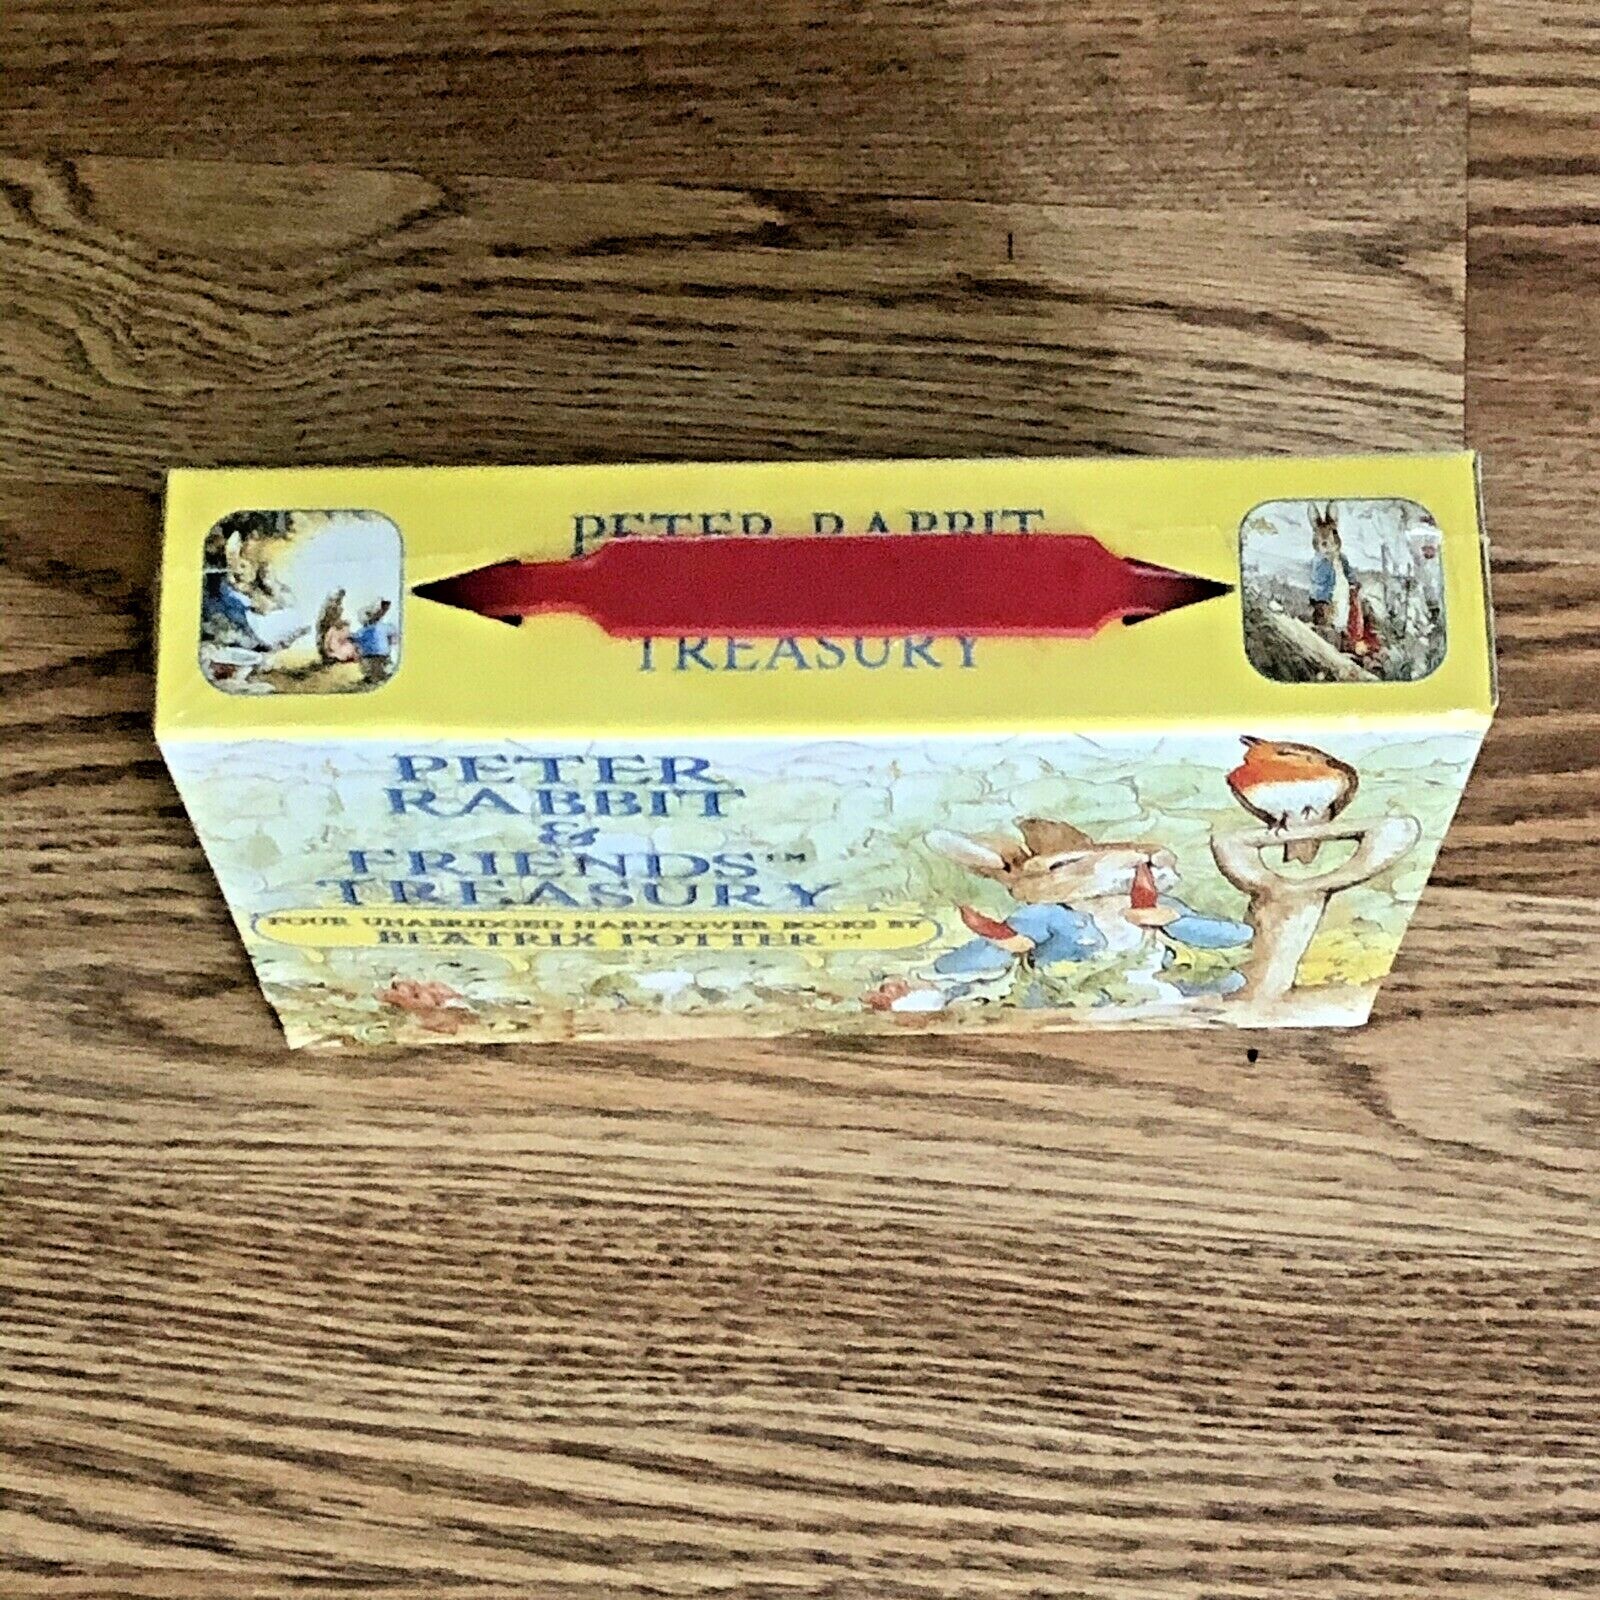 PETER RABBIT
TREASURY
PETER
RABBIT
&
FRIENDS™
TREASURY
FOUR UNABRIDGED HARDCOVER BOOKS BY
BEATRIX POTTER™